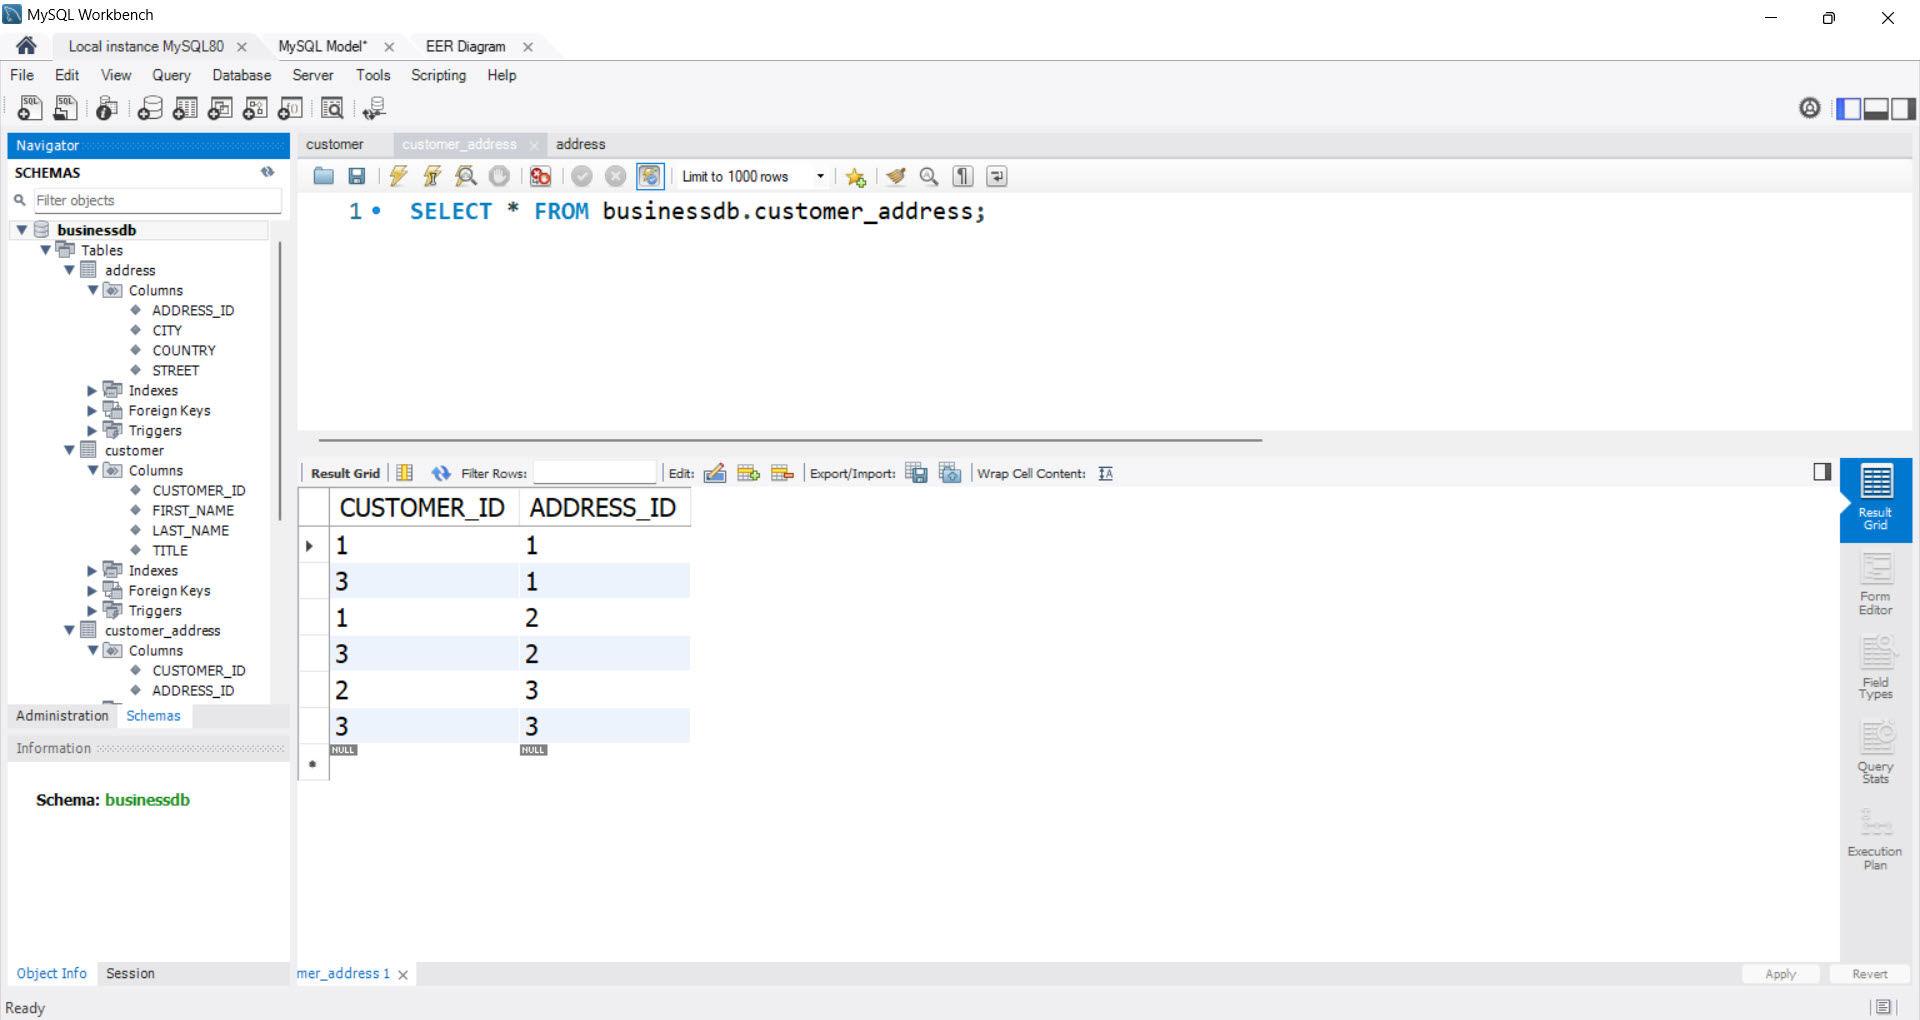 MySQL Workbench
Local instance MySQL80
MySQL Model*
EER Diagram
File Edit View Query Database Server Tools Scripting Help
Navigator
SCHEMAS
Filter objects
businessdb
Tables
address
Columns
ADDRESS_ID
CITY
COUNTRY
STREET
Indexes
Foreign Keys
Triggers
customer
Columns
CUSTOMER_ID
FIRST_NAME
LAST_NAME
TITLE
Indexes
Foreign Keys
Triggers
customer_address
Columns
CUSTOMER_ID
ADDRESS_ID
Administration Schemas
Information
Schema: businessdb
Object Info Session
customer customer_address address
Limit to 1000 rows
1 SELECT * FROM businessdb.customer_address;
Result Grid Filter Rows: Edit: Export/Import: Wrap Cell Content:
CUSTOMER_ID ADDRESS_ID
1 1
3 1
1 2
3 2
2 3
3 3
NULL NULL
Result
Grid
Form
Editor
Field
Types
Query
Stats
Execution
Plan
mer_address 1
Apply Revert
Ready